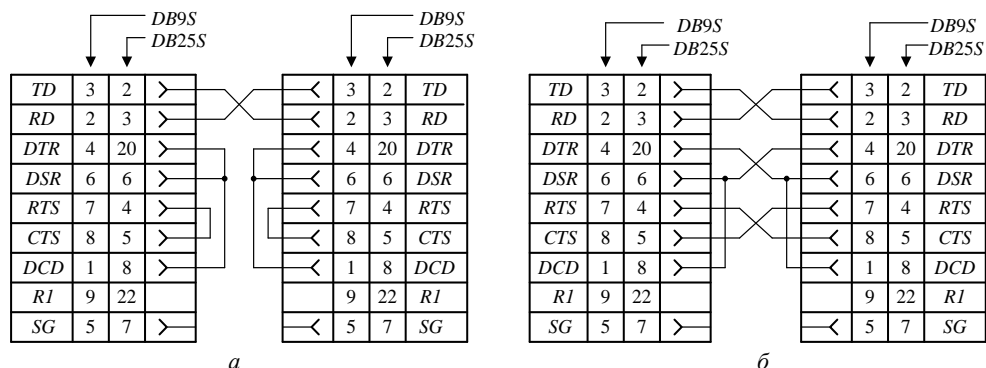 DB9S DB9S DB9S DB9S
DB25S DB25S DB25S DB25S
TD 3 2 3 2 TD TD 3 2 3 2 TD
RD 2 3 2 3 RD RD 2 3 2 3 RD
DTR 4 20 4 20 DTR DTR 4 20 4 20 DTR
DSR 6 6 6 6 DSR DSR 6 6 6 6 DSR
RTS 7 4 7 4 RTS RTS 7 4 7 4 RTS
CTS 8 5 8 5 CTS CTS 8 5 8 5 CTS
DCD 1 8 1 8 DCD DCD 1 8 1 8 DCD
R1 9 22 9 22 R1 R1 9 22 9 22 R1
SG 5 7 5 7 SG SG 5 7 5 7 SG
а б